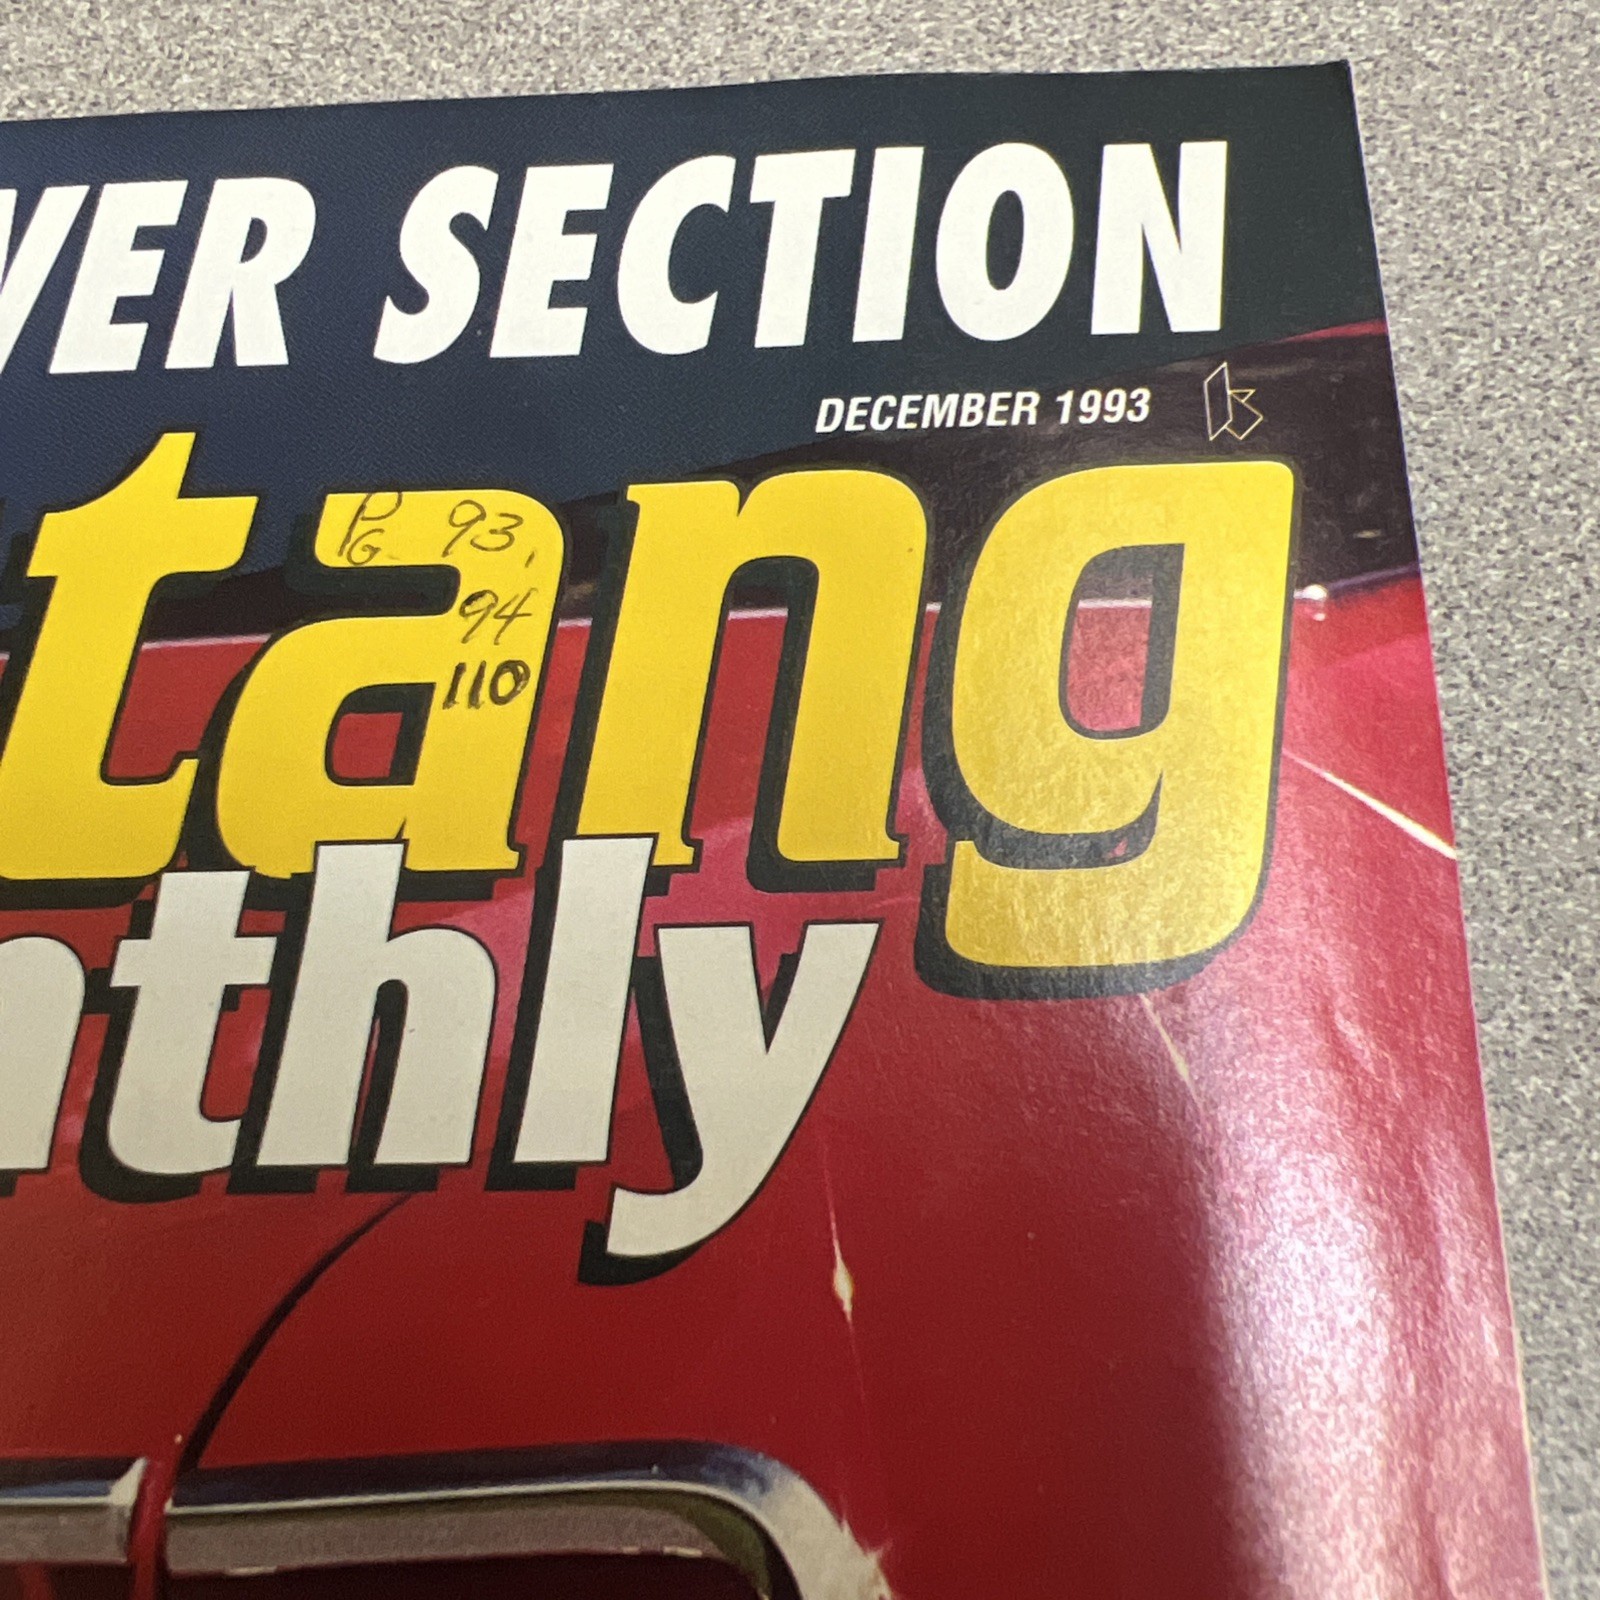 VER SECTION
DECEMBER 1993
tang
PG 93,
94
110
nthly